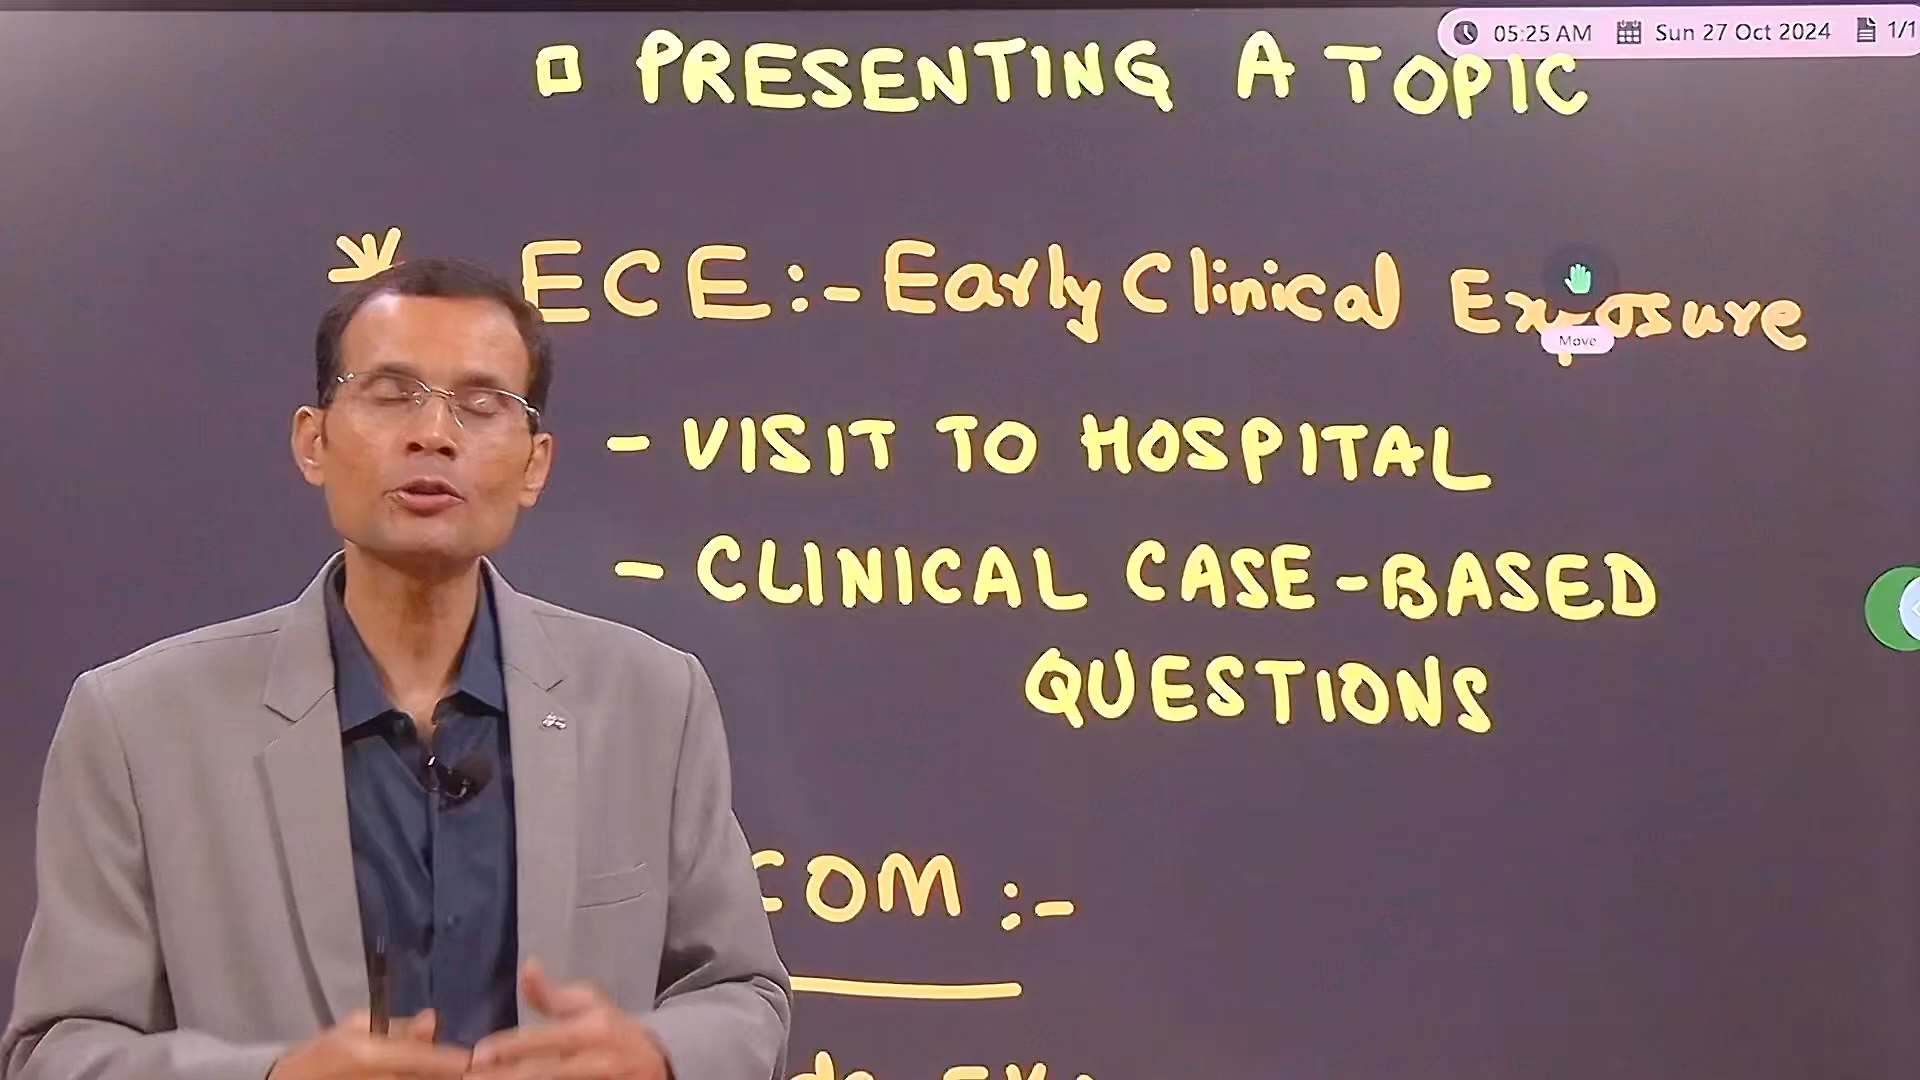 05:25 AM Sun 27 Oct 2024 1/1
PRESENTING A TOPIC
ECE:- Early Clinical Exposure
Move
- VISIT TO HOSPITAL
- CLINICAL CASE-BASED
QUESTIONS
COM :-